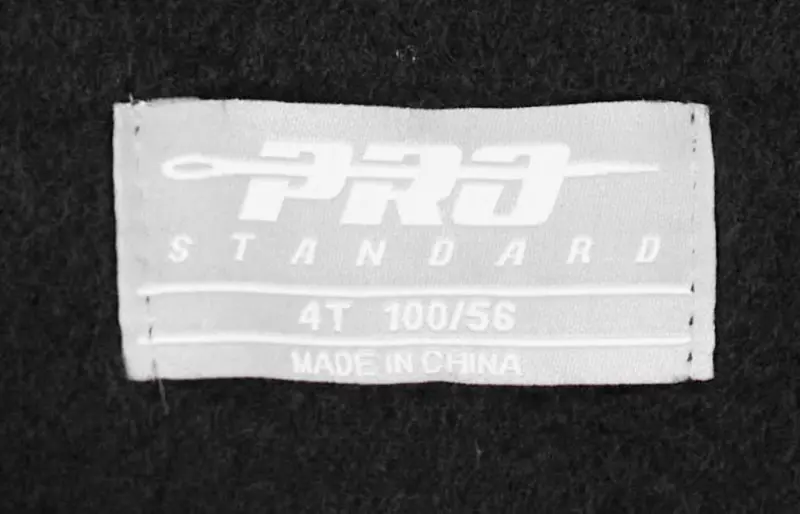 PRO
STANDARD
4T 100/56
MADE IN CHINA